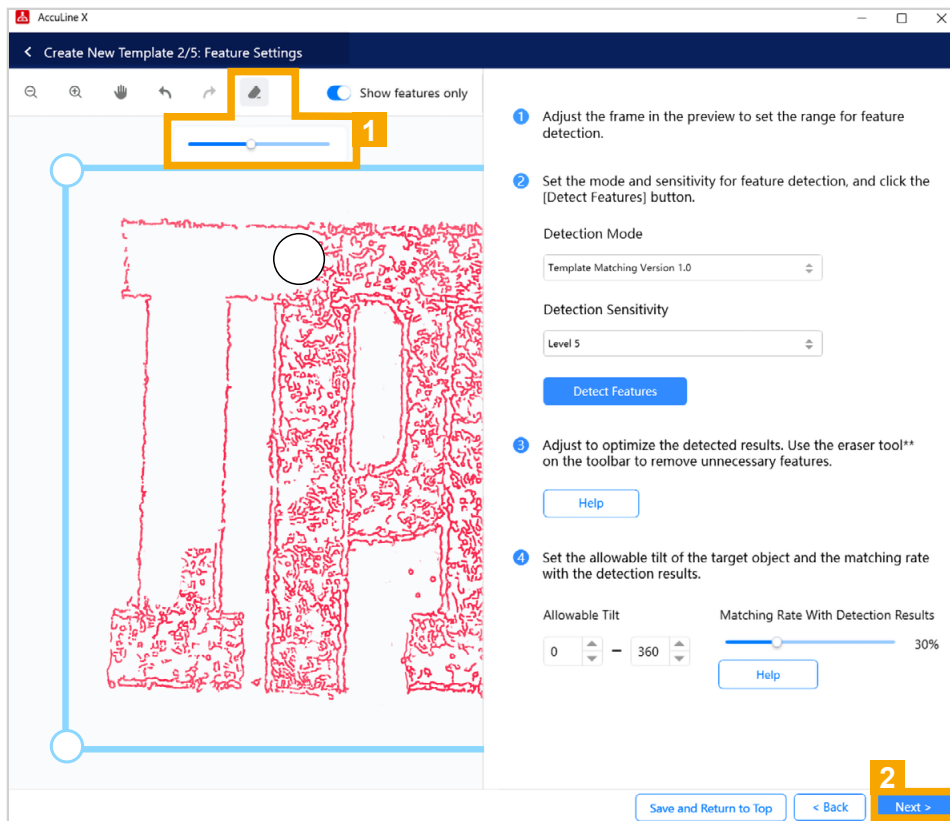 AccuLine X
Create New Template 2/5: Feature Settings
Show features only
1
1 Adjust the frame in the preview to set the range for feature
detection.
2 Set the mode and sensitivity for feature detection, and click the
[Detect Features] button.
Detection Mode
Template Matching Version 1.0
Detection Sensitivity
Level 5
Detect Features
3 Adjust to optimize the detected results. Use the eraser tool**
on the toolbar to remove unnecessary features.
Help
4 Set the allowable tilt of the target object and the matching rate
with the detection results.
Allowable Tilt
Matching Rate With Detection Results
0 – 360
30%
Help
2
Save and Return to Top
< Back
Next >